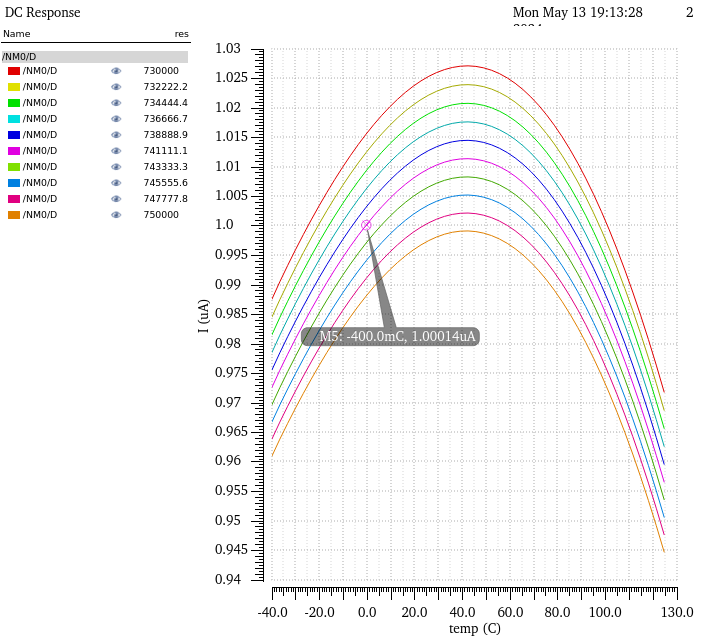 DC Response
Mon May 13 19:13:28 2
Name res
/NM0/D
/NM0/D 730000
/NM0/D 732222.2
/NM0/D 734444.4
/NM0/D 736666.7
/NM0/D 738888.9
/NM0/D 741111.1
/NM0/D 743333.3
/NM0/D 745555.6
/NM0/D 747777.8
/NM0/D 750000
1.03
1.025
1.02
1.015
1.01
1.005
1.0
0.995
0.99
0.985
0.98
0.975
0.97
0.965
0.96
0.955
0.95
0.945
0.94
I (uA)
M5: -400.0mC, 1.00014uA
-40.0 -20.0 0.0 20.0 40.0 60.0 80.0 100.0 130.0
temp (C)